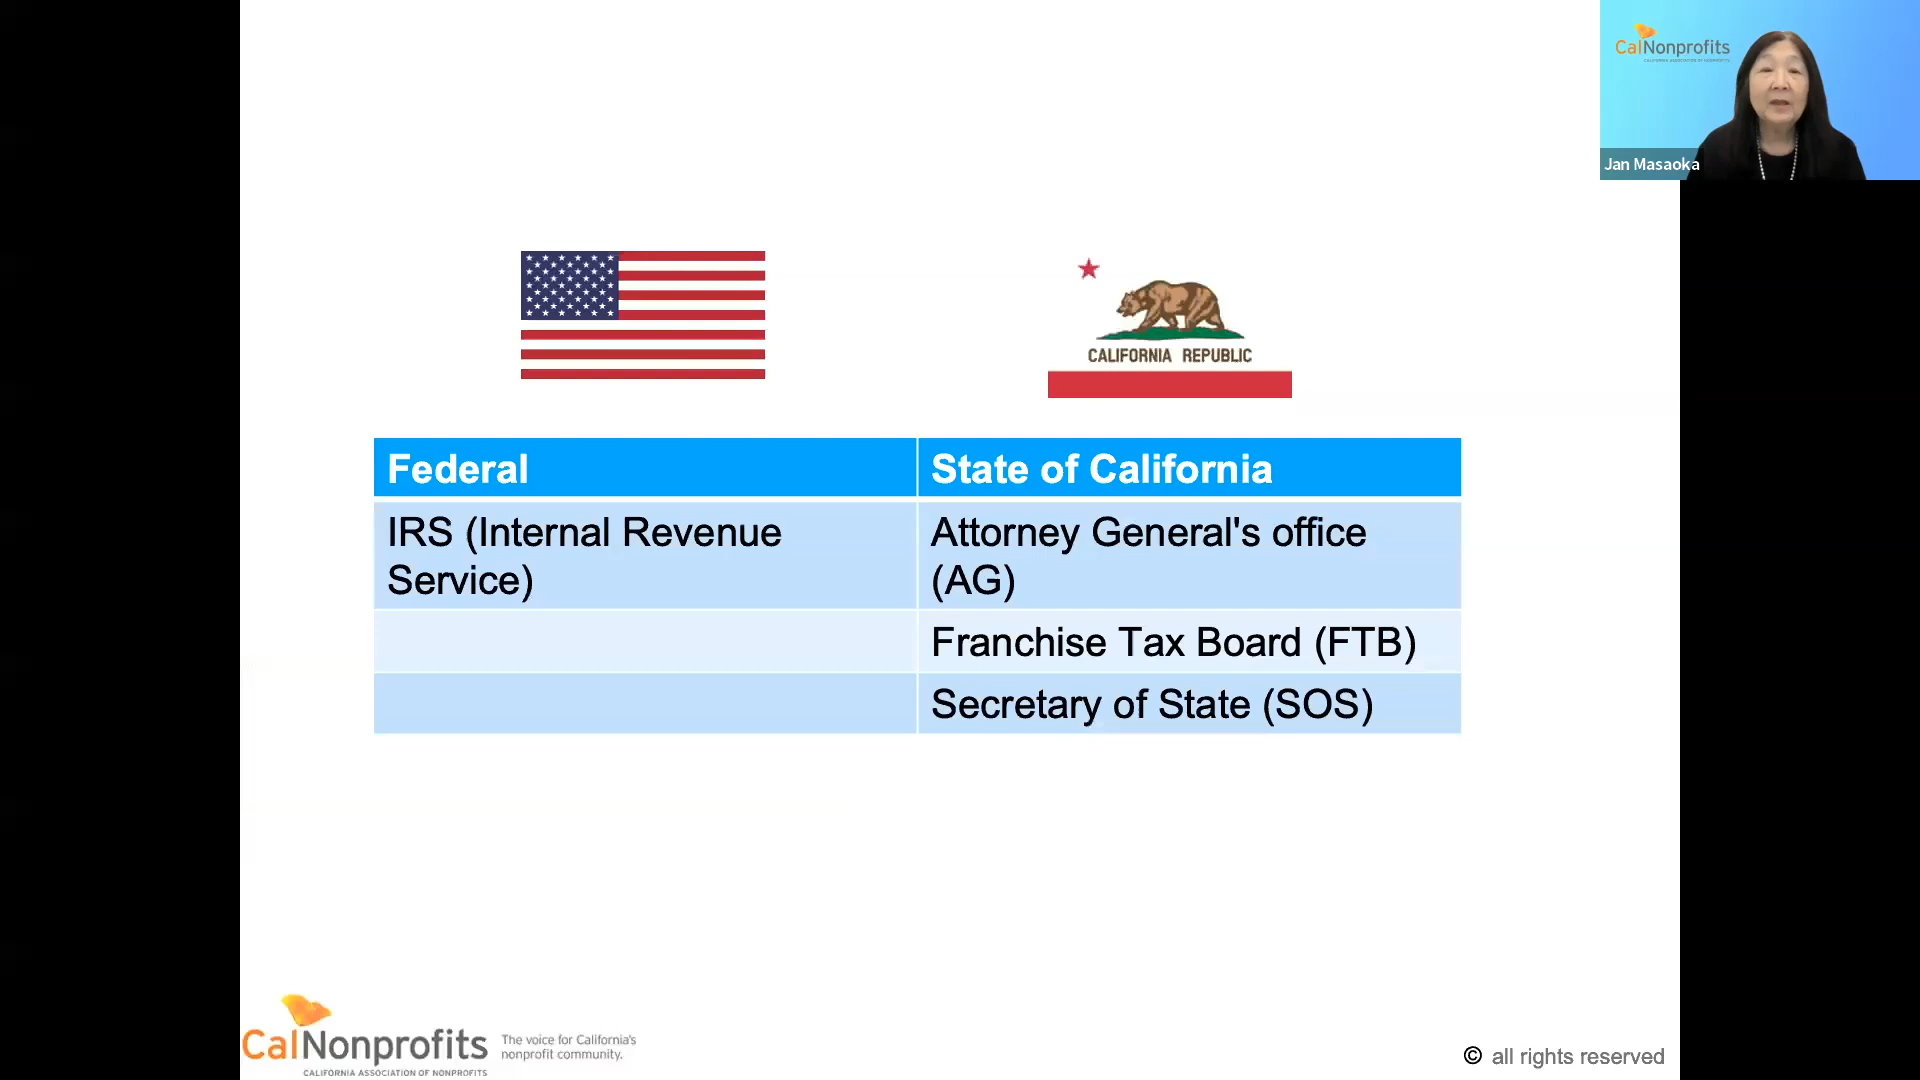 CalNonprofits
CALIFORNIA ASSOCIATION OF NONPROFITS
Jan Masaoka
CALIFORNIA REPUBLIC
Federal
State of California
IRS (Internal Revenue
Service)
Attorney General's office
(AG)
Franchise Tax Board (FTB)
Secretary of State (SOS)
CalNonprofits
CALIFORNIA ASSOCIATION OF NONPROFITS
The voice for California's
nonprofit community.
© all rights reserved